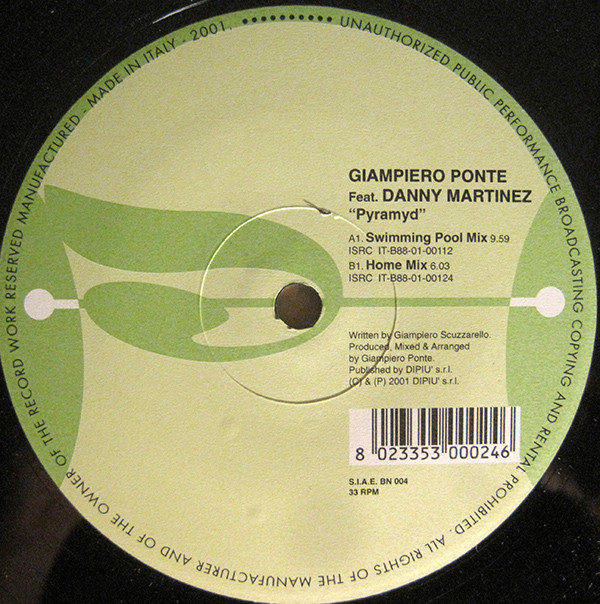 UNAUTHORIZED PUBLIC PERFORMANCE BROADCASTING COPYING AND RENTAL PROHIBITED. ALL RIGHTS OF THE MANUFACTURER AND OF THE OWNER OF THE RECORD WORK RESERVED MANUFACTURED - MADE IN ITALY - 2001.
GIAMPIERO PONTE
Feat. DANNY MARTINEZ
“Pyramyd”
A1. Swimming Pool Mix 9.59
ISRC IT-B88-01-00112
B1. Home Mix 6.03
ISRC IT-B88-01-00124
Written by Giampiero Scuzzarello.
Produced, Mixed & Arranged
by Giampiero Ponte.
Published by DIPIU' s.r.l.
(C) & (P) 2001 DIPIU' s.r.l.
8 023353 000246
S.I.A.E. BN 004
33 RPM